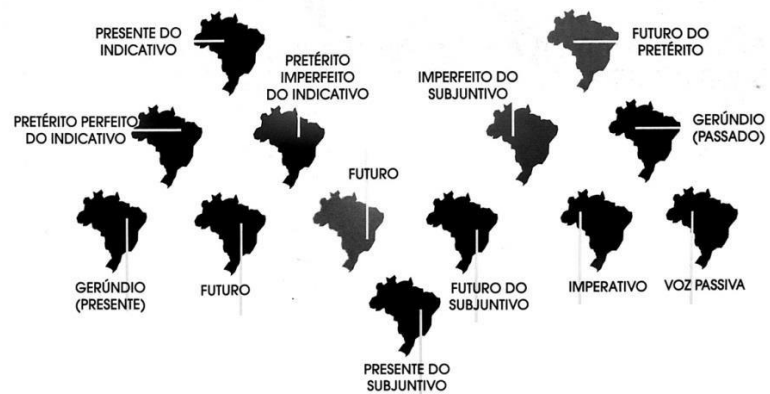 PRESENTE DO
INDICATIVO
FUTURO DO
PRETÉRITO
PRETÉRITO
IMPERFEITO
DO INDICATIVO
IMPERFEITO DO
SUBJUNTIVO
PRETÉRITO PERFEITO
DO INDICATIVO
GERÚNDIO
(PASSADO)
FUTURO
GERÚNDIO
(PRESENTE)
FUTURO
FUTURO DO
SUBJUNTIVO
IMPERATIVO
VOZ PASSIVA
PRESENTE DO
SUBJUNTIVO